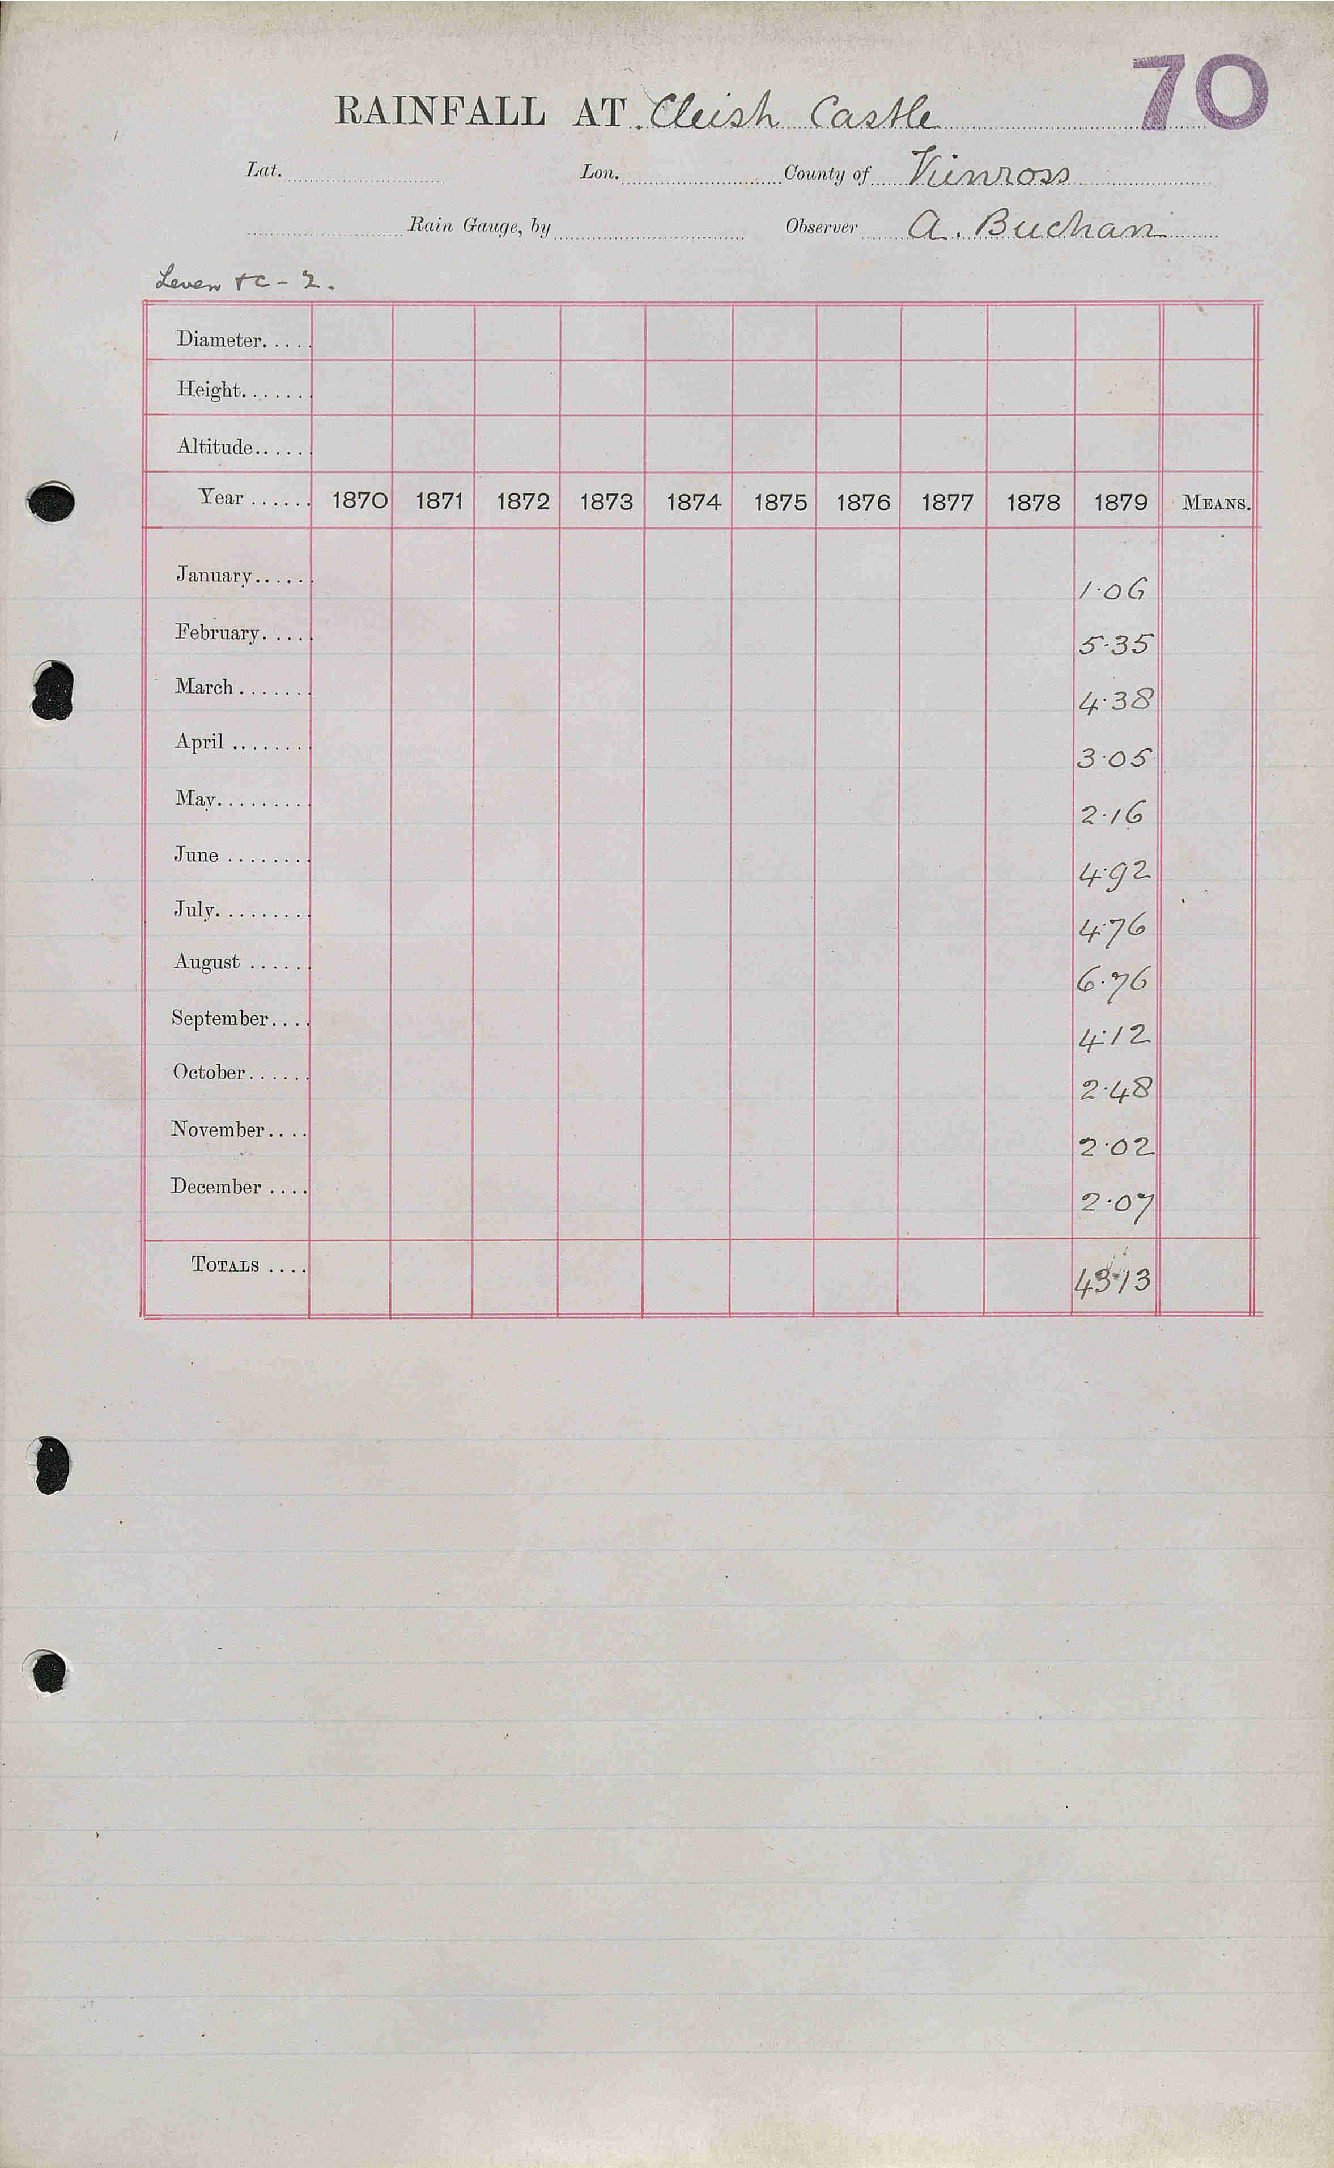 70
RAINFALL AT Cleish Castle
Lat. Lon. County of Kinross
Rain Gauge, by Observer A. Buchan
Leven &c - 2.
Diameter.....
Height.......
Altitude......
Year ...... 1870 1871 1872 1873 1874 1875 1876 1877 1878 1879 MEANS.
January...... 1·06
February..... 5·35
March ....... 4·38
April ........ 3·05
May......... 2·16
June ........ 4·92
July......... 4·76
August ...... 6·76
September.... 4·12
October...... 2·48
November.... 2·02
December .... 2·07
TOTALS .... 43·13